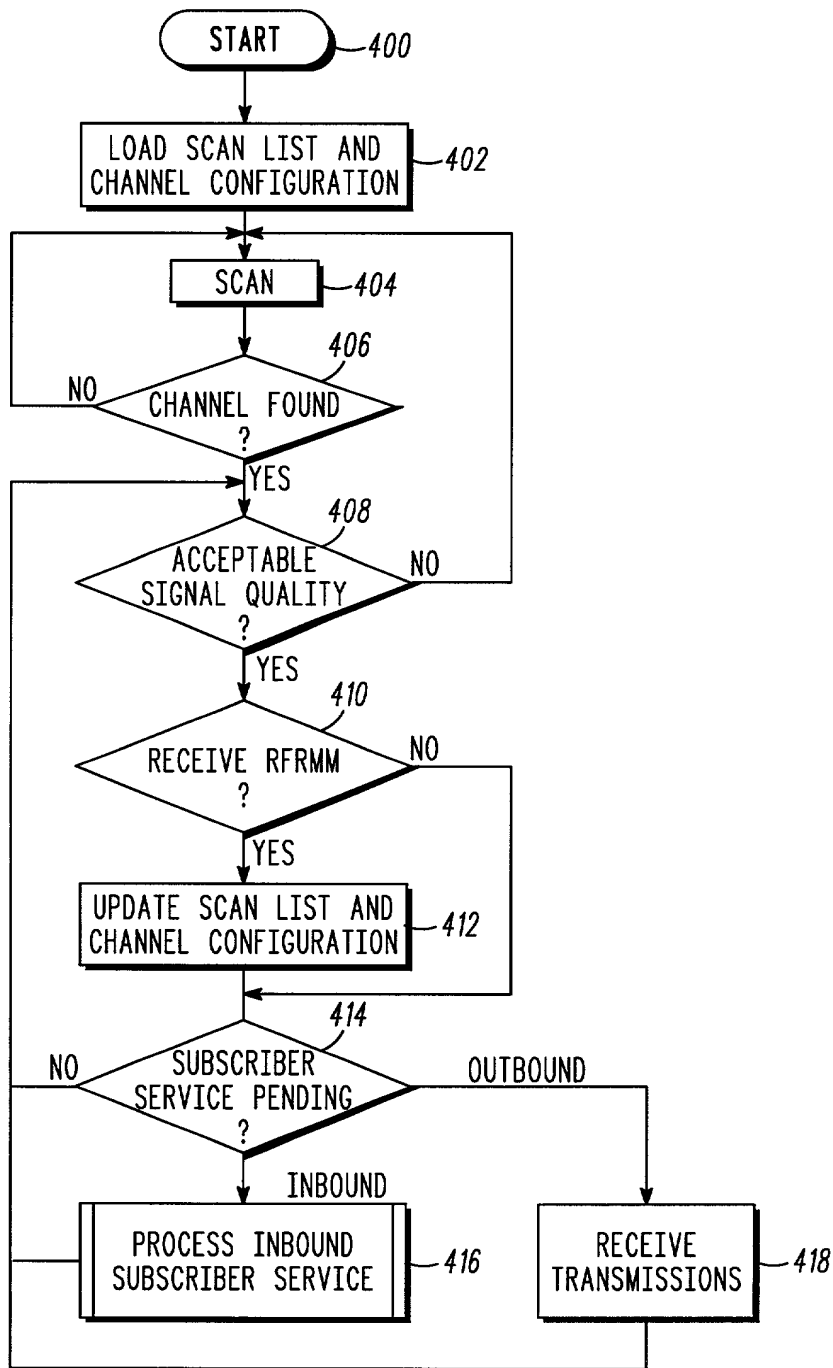 START
400
LOAD SCAN LIST AND
CHANNEL CONFIGURATION
402
SCAN
404
406
NO
CHANNEL FOUND
?
YES
408
ACCEPTABLE
SIGNAL QUALITY
?
NO
YES
410
RECEIVE RFRMM
?
NO
YES
UPDATE SCAN LIST AND
CHANNEL CONFIGURATION
412
414
NO
SUBSCRIBER
SERVICE PENDING
?
OUTBOUND
INBOUND
PROCESS INBOUND
SUBSCRIBER SERVICE
416
RECEIVE
TRANSMISSIONS
418